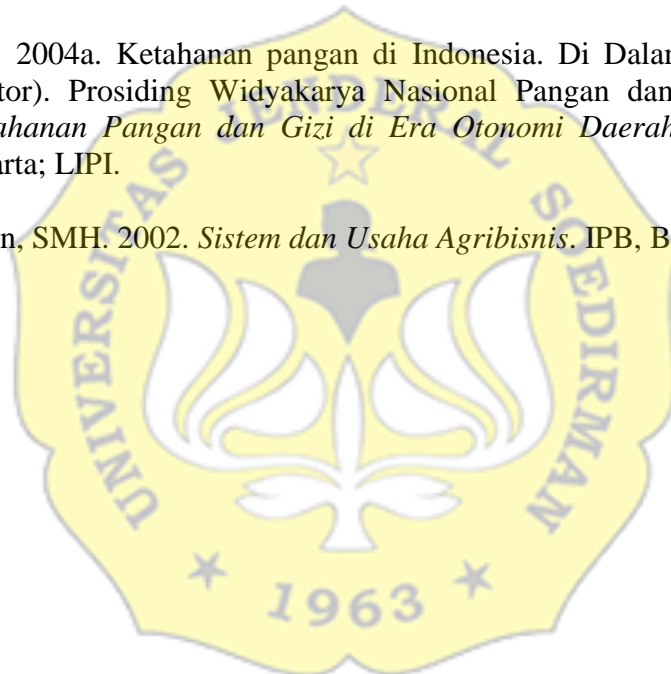 2004a. Ketahanan pangan di Indonesia. Di Dalam
tor). Prosiding Widyakarya Nasional Pangan dan
ahanan Pangan dan Gizi di Era Otonomi Daerah
arta; LIPI.
n, SMH. 2002. Sistem dan Usaha Agribisnis. IPB, B
UNIVERSITAS JENDERAL SOEDIRMAN
1963